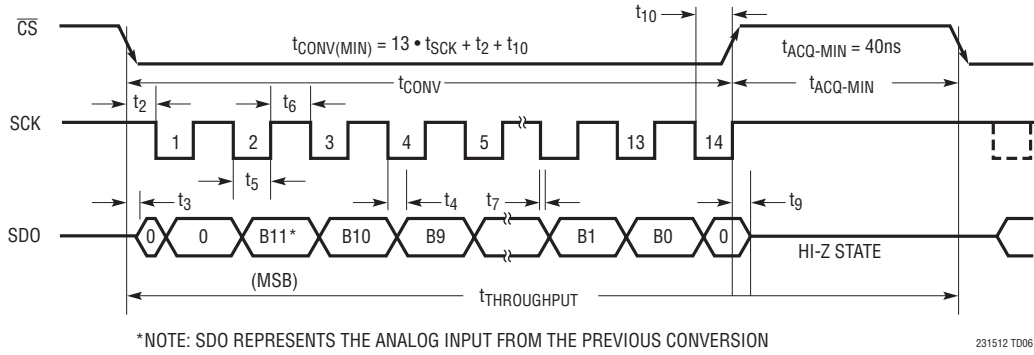 t10
CS
tCONV(MIN) = 13 • tSCK + t2 + t10
tACQ-MIN = 40ns
tCONV
tACQ-MIN
t2
t6
SCK
1
2
3
4
5
13
14
t5
t3
t4
t7
t9
SDO
0
0
B11*
B10
B9
B1
B0
0
HI-Z STATE
(MSB)
tTHROUGHPUT
*NOTE: SDO REPRESENTS THE ANALOG INPUT FROM THE PREVIOUS CONVERSION
231512 TD06